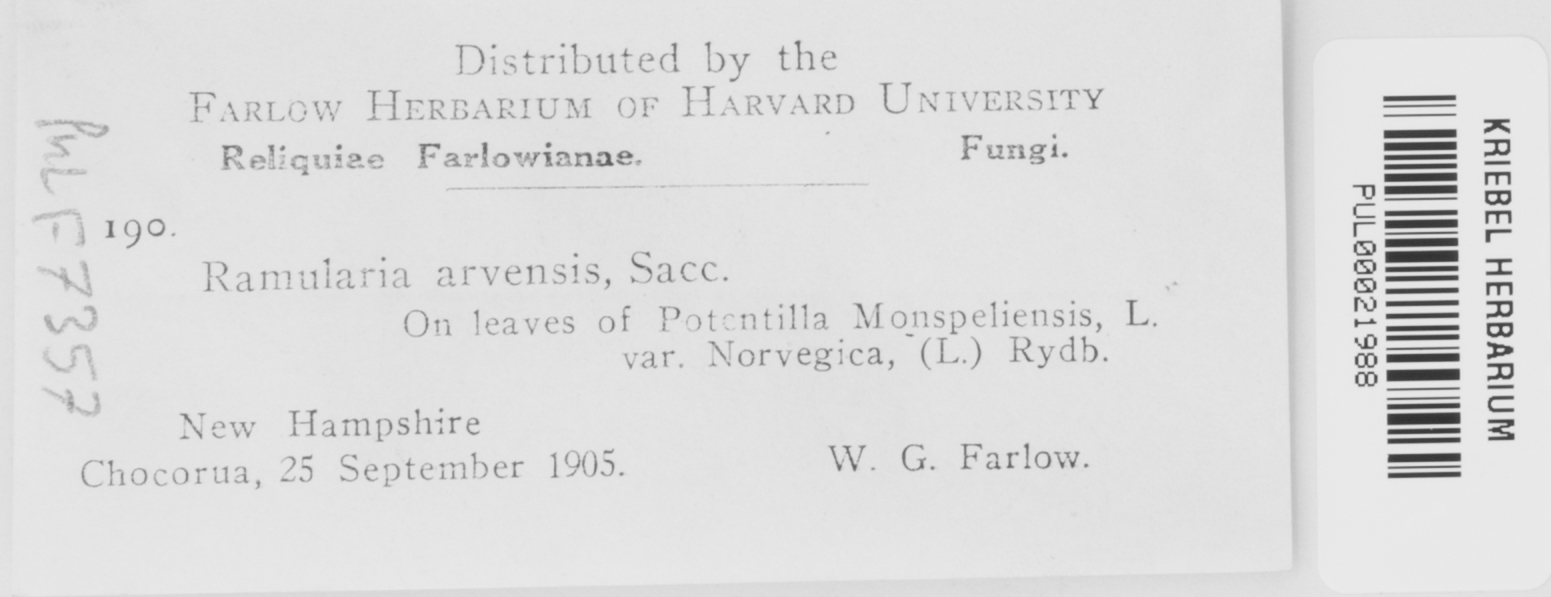 Distributed by the
FARLOW HERBARIUM OF HARVARD UNIVERSITY
Reliquiae Farlowianae. Fungi.
190.
Ramularia arvensis, Sacc.
On leaves of Potentilla Monspeliensis, L.
var. Norvegica, (L.) Rydb.
New Hampshire
Chocorua, 25 September 1905. W. G. Farlow.
PUL F7357
KRIEBEL HERBARIUM
PUL00021988